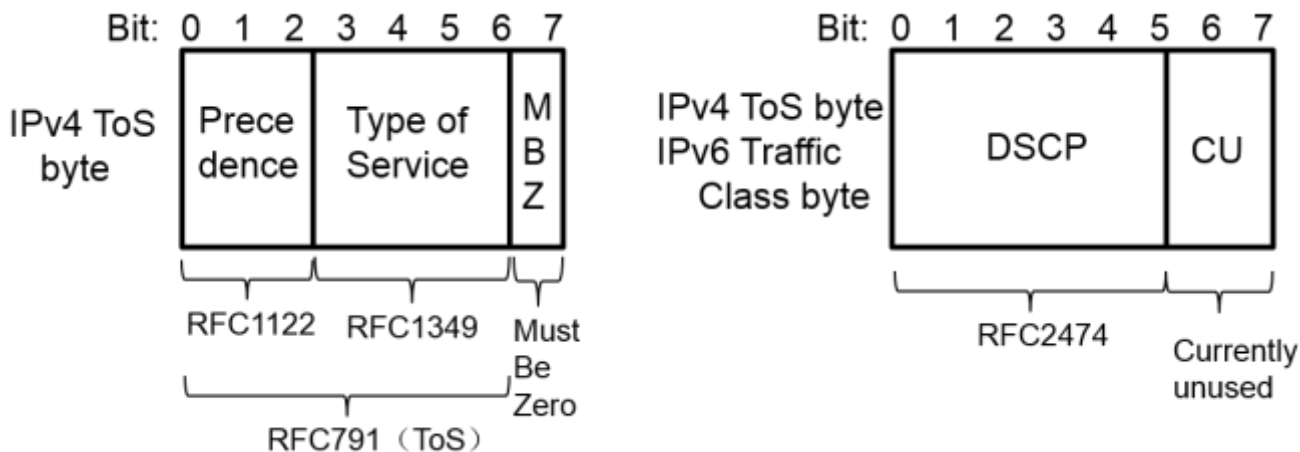 Bit: 0 1 2 3 4 5 6 7
IPv4 ToS
byte
Prece
dence
Type of
Service
M
B
Z
RFC1122
RFC1349
Must
Be
Zero
RFC791（ToS）
Bit: 0 1 2 3 4 5 6 7
IPv4 ToS byte
IPv6 Traffic
Class byte
DSCP
CU
RFC2474
Currently
unused